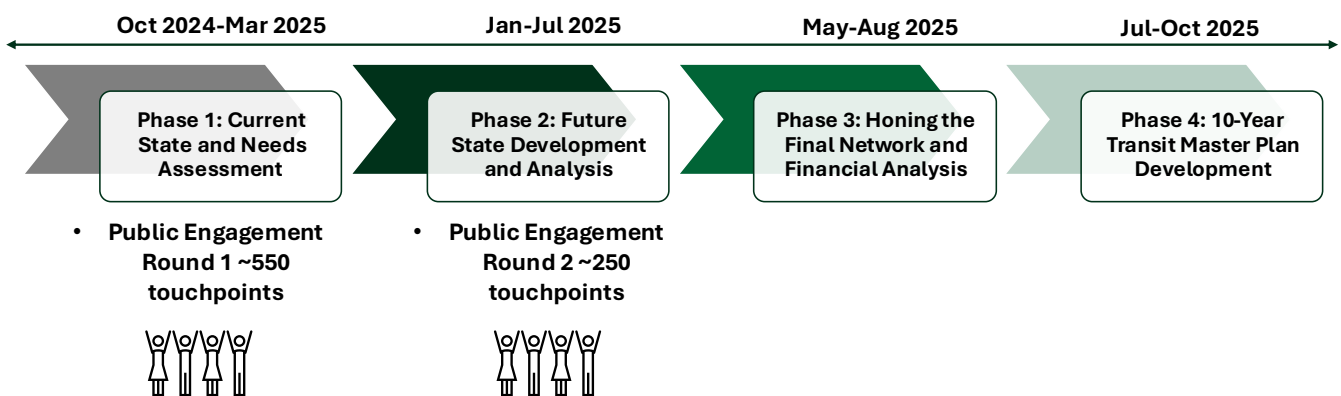 Oct 2024-Mar 2025
Jan-Jul 2025
May-Aug 2025
Jul-Oct 2025
Phase 1: Current
State and Needs
Assessment
Phase 2: Future
State Development
and Analysis
Phase 3: Honing the
Final Network and
Financial Analysis
Phase 4: 10-Year
Transit Master Plan
Development
• Public Engagement
Round 1 ~550
touchpoints
• Public Engagement
Round 2 ~250
touchpoints